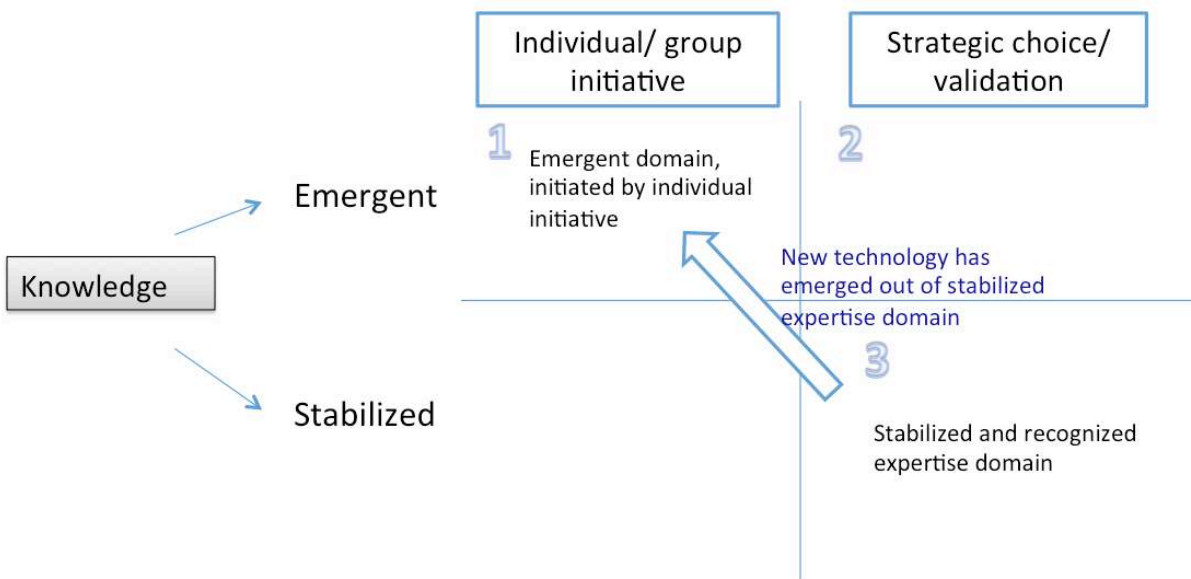 Individual/ group
initiative
Strategic choice/
validation
1
Emergent domain,
initiated by individual
initiative
2
Emergent
New technology has
emerged out of stabilized
expertise domain
Knowledge
3
Stabilized
Stabilized and recognized
expertise domain